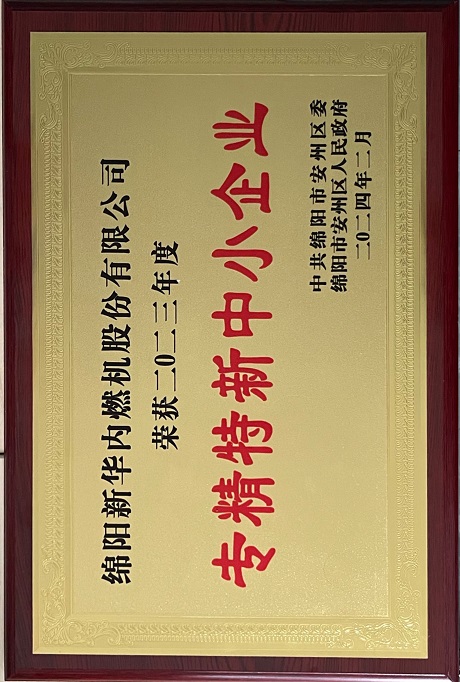 绵阳新华内燃机股份有限公司
荣获二0二三年度
专精特新中小企业
中共绵阳市安州区委
绵阳市安州区人民政府
二0二四年二月